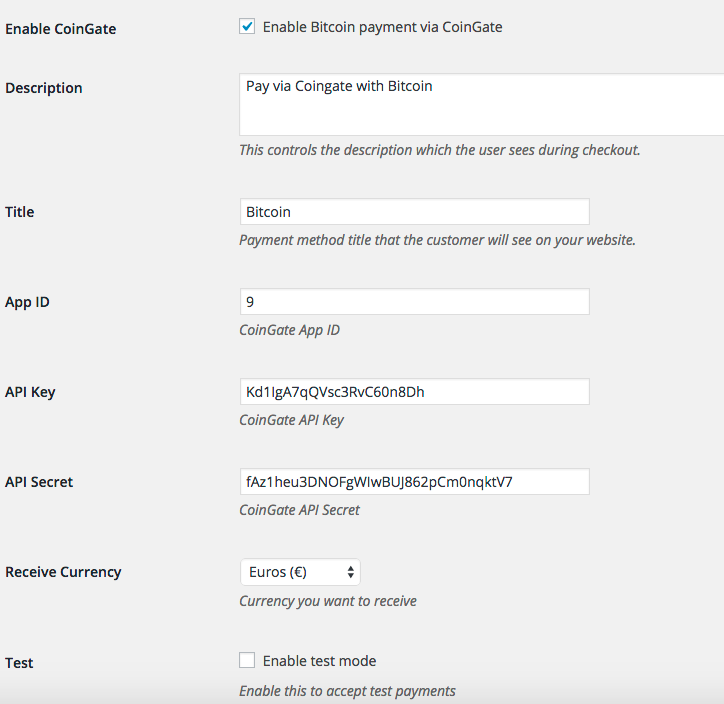 Enable CoinGate
Enable Bitcoin payment via CoinGate
Description
Pay via Coingate with Bitcoin
This controls the description which the user sees during checkout.
Title
Bitcoin
Payment method title that the customer will see on your website.
App ID
9
CoinGate App ID
API Key
Kd1IgA7qQVsc3RvC60n8Dh
CoinGate API Key
API Secret
fAz1heu3DNOFgWIwBUJ862pCm0nqktV7
CoinGate API Secret
Receive Currency
Euros (€)
Currency you want to receive
Test
Enable test mode
Enable this to accept test payments